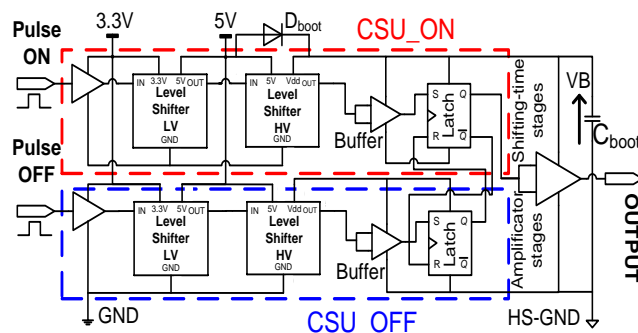 3.3V
5V
Dboot
CSU_ON
Pulse
ON
IN 3.3V 5V OUT
Level
Shifter
LV
GND
IN 5V Vdd OUT
Level
Shifter
HV
GND
Buffer
S Q
Latch
R Q
Shifting-time
stages
VB
Cboot
Pulse
OFF
IN 3.3V 5V OUT
Level
Shifter
LV
GND
IN 5V Vdd OUT
Level
Shifter
HV
GND
Buffer
S Q
Latch
R Q
Amplificator
stages
OUTPUT
GND
CSU_OFF
HS-GND